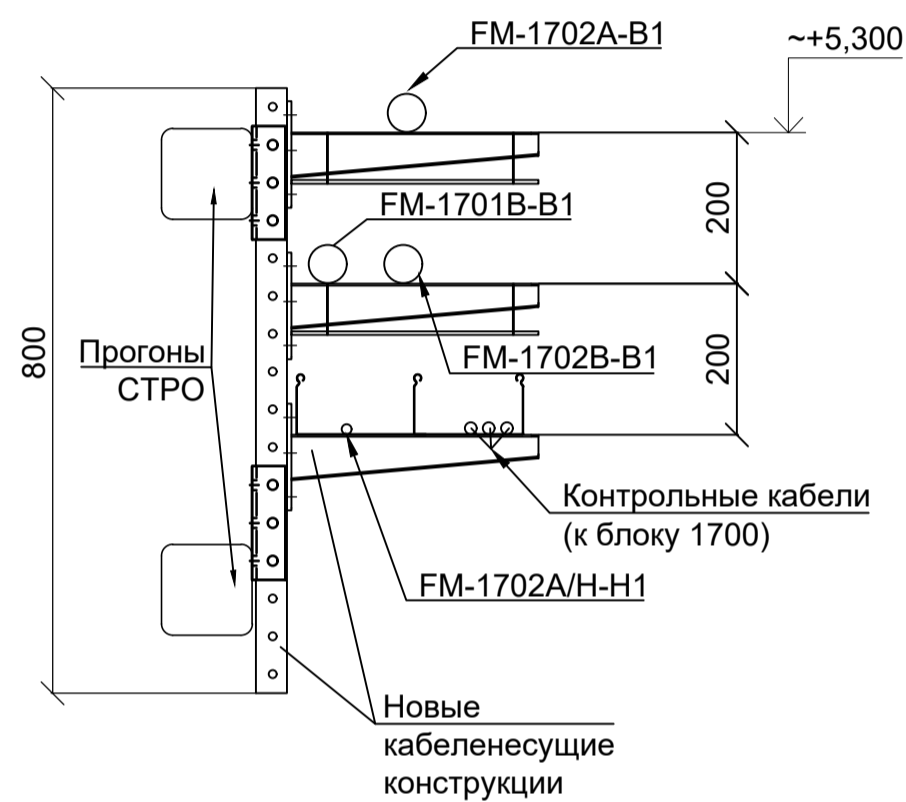 FM-1702A-B1
~+5,300
FM-1701B-B1
200
800
Прогоны
СТРО
FM-1702B-B1
200
Контрольные кабели
(к блоку 1700)
FM-1702A/H-H1
Новые
кабеленесущие
конструкции